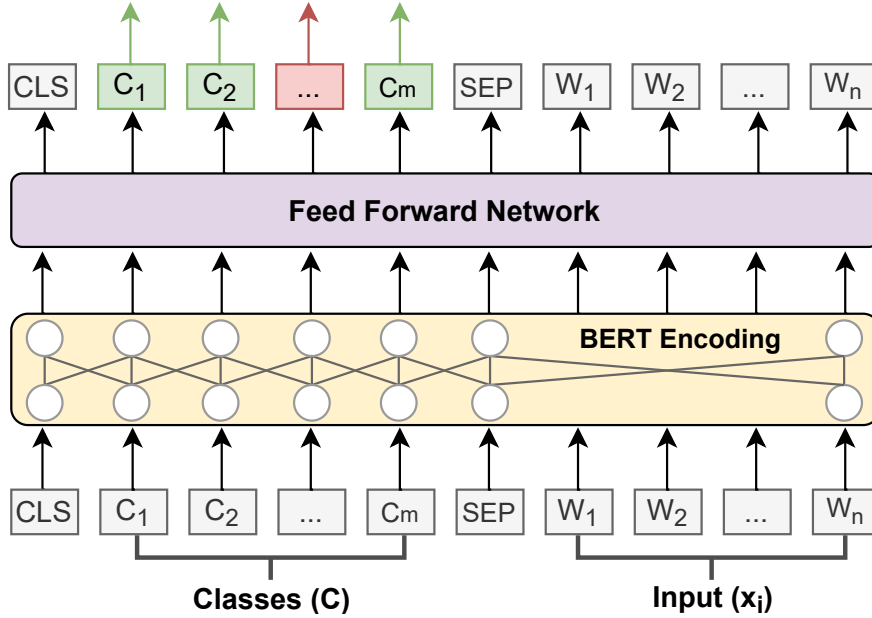 CLS C₁ C₂ ... Cm SEP W₁ W₂ ... Wₙ
Feed Forward Network
BERT Encoding
CLS C₁ C₂ ... Cm SEP W₁ W₂ ... Wₙ
Classes (C) Input (xᵢ)